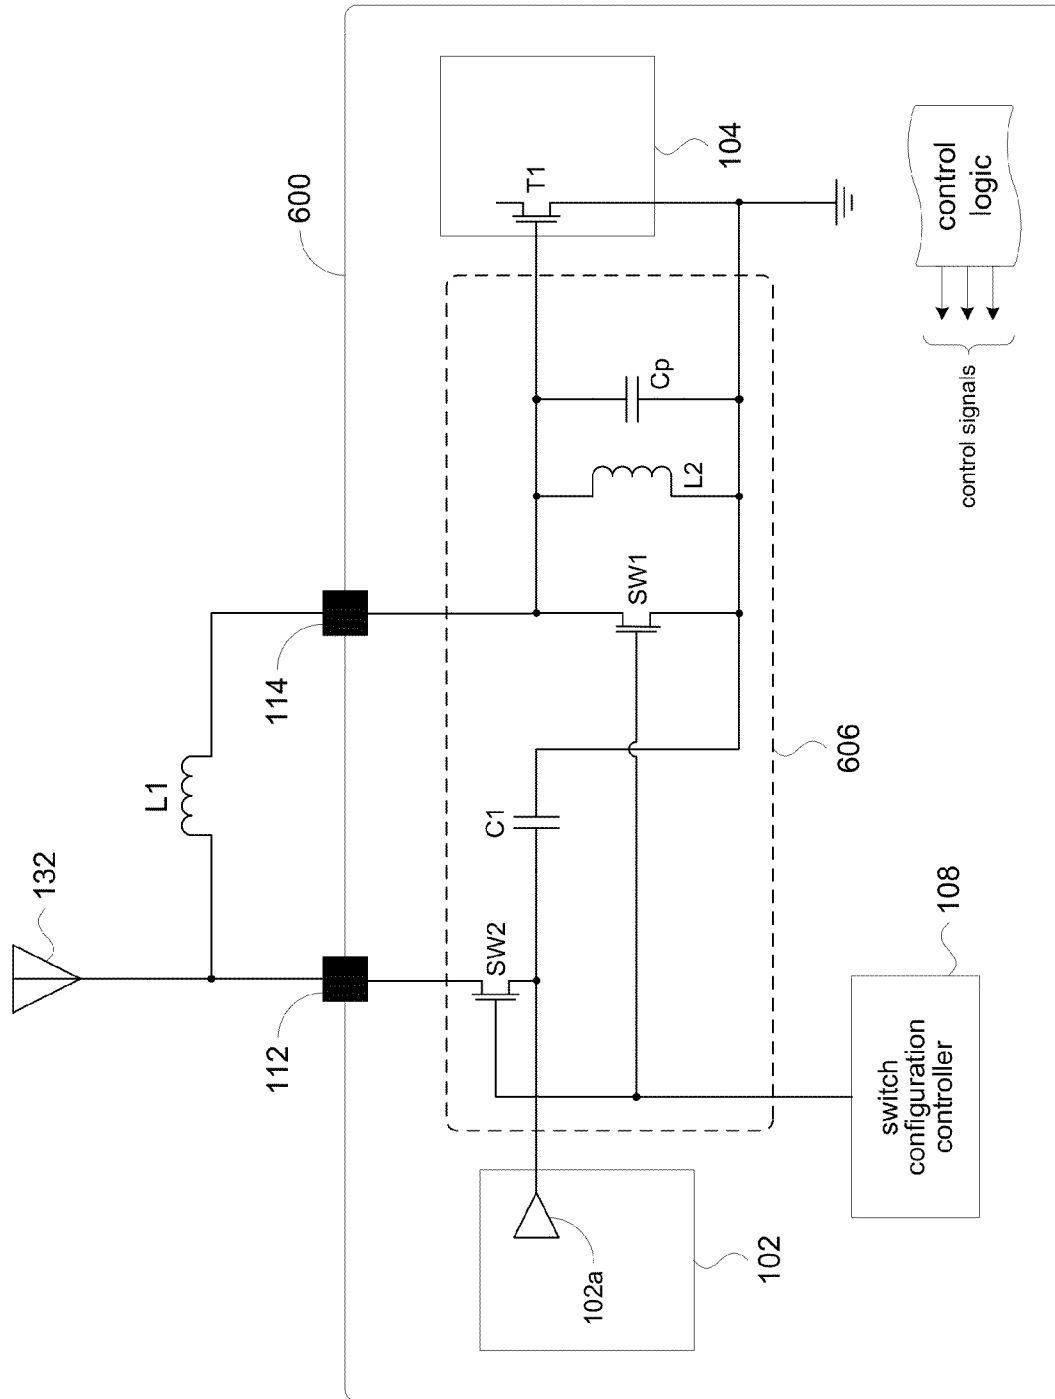 132
L1
112
114
600
SW2
C1
SW1
L2
Cp
T1
104
102a
102
606
switch
configuration
controller
108
control
logic
control signals